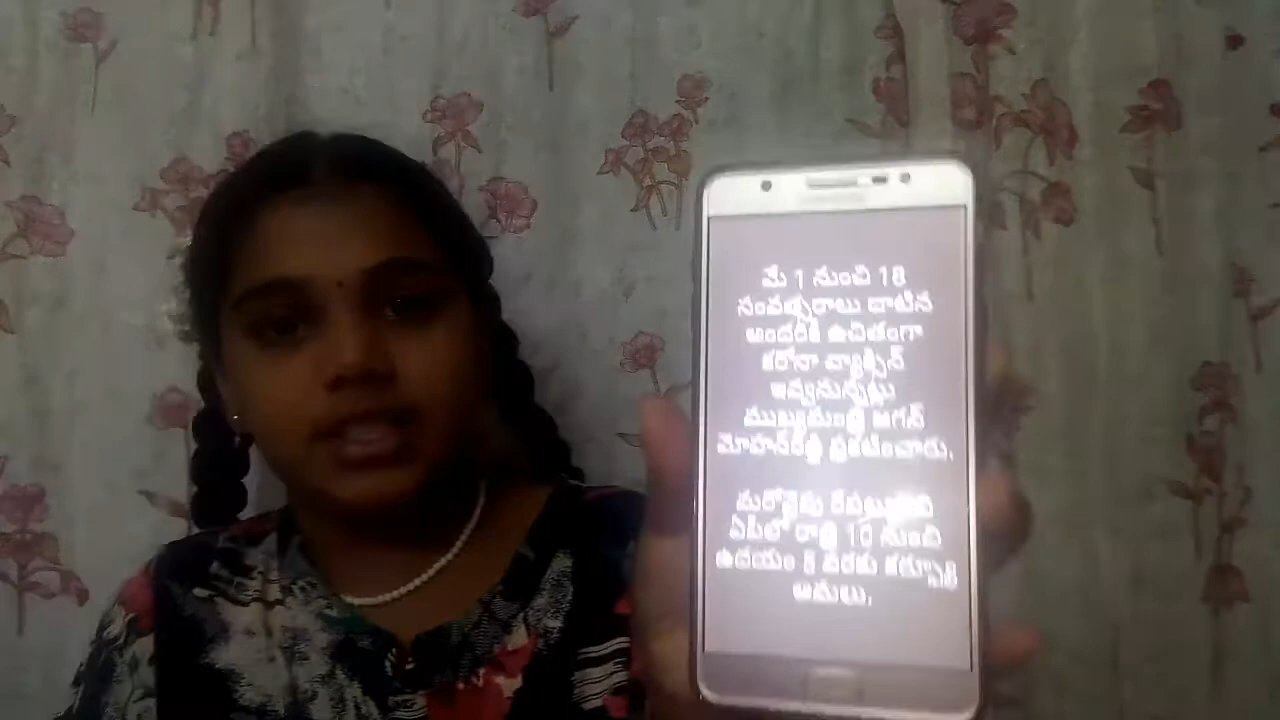 మే 1 నుంచి 18
సంవత్సరాలు దాటిన
అందరికీ ఉచితంగా
కరోనా వ్యాక్సిన్
ఇవ్వనున్నట్లు
ముఖ్యమంత్రి జగన్
మోహన్‌రెడ్డి ప్రకటించారు.
మరోవైపు రేపట్నుంచి
ఏపీలో రాత్రి 10 నుంచి
ఉదయం 5 వరకు కర్ఫ్యూకి
అమలు.